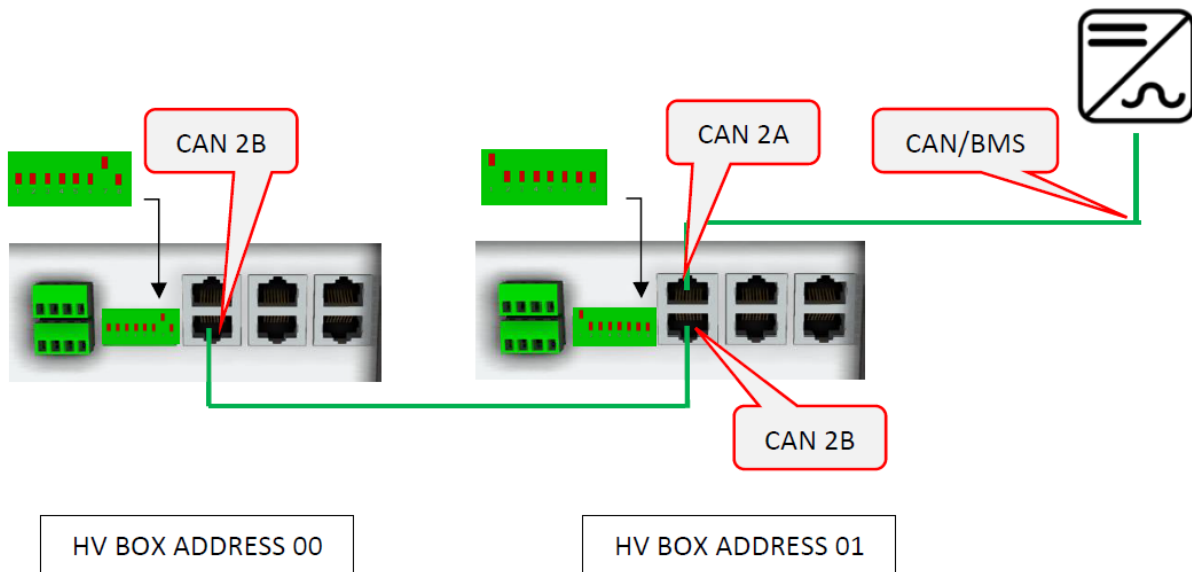 CAN 2B
CAN 2A
CAN/BMS
CAN 2B
HV BOX ADDRESS 00
HV BOX ADDRESS 01